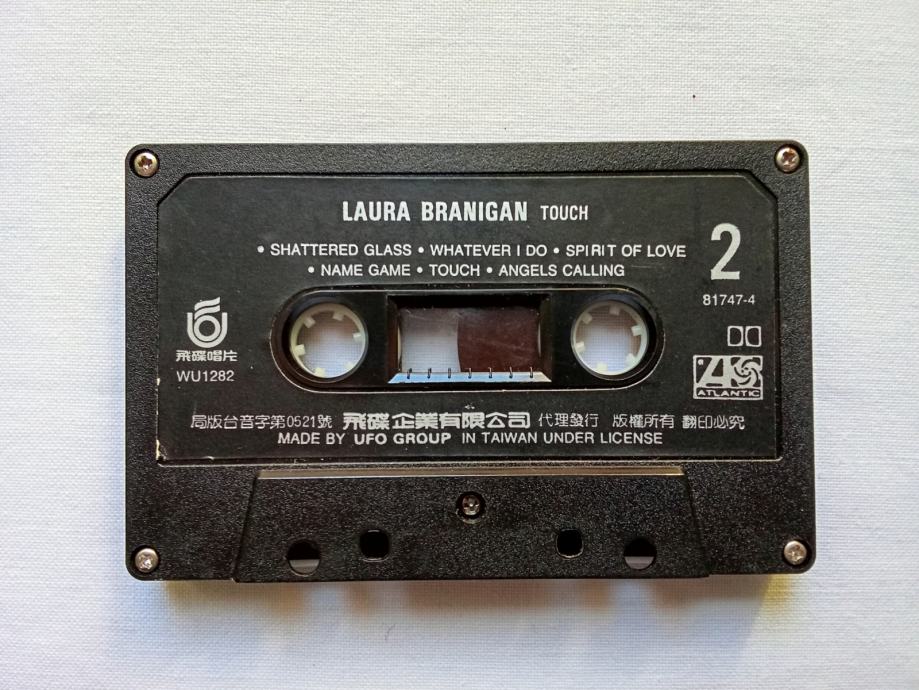 LAURA BRANIGAN TOUCH
• SHATTERED GLASS • WHATEVER I DO • SPIRIT OF LOVE
• NAME GAME • TOUCH • ANGELS CALLING
2
81747-4
飛碟唱片
WU1282
ATLANTIC
局版台音字第0521號 飛碟企業有限公司 代理發行 版權所有 翻印必究
MADE BY UFO GROUP IN TAIWAN UNDER LICENSE